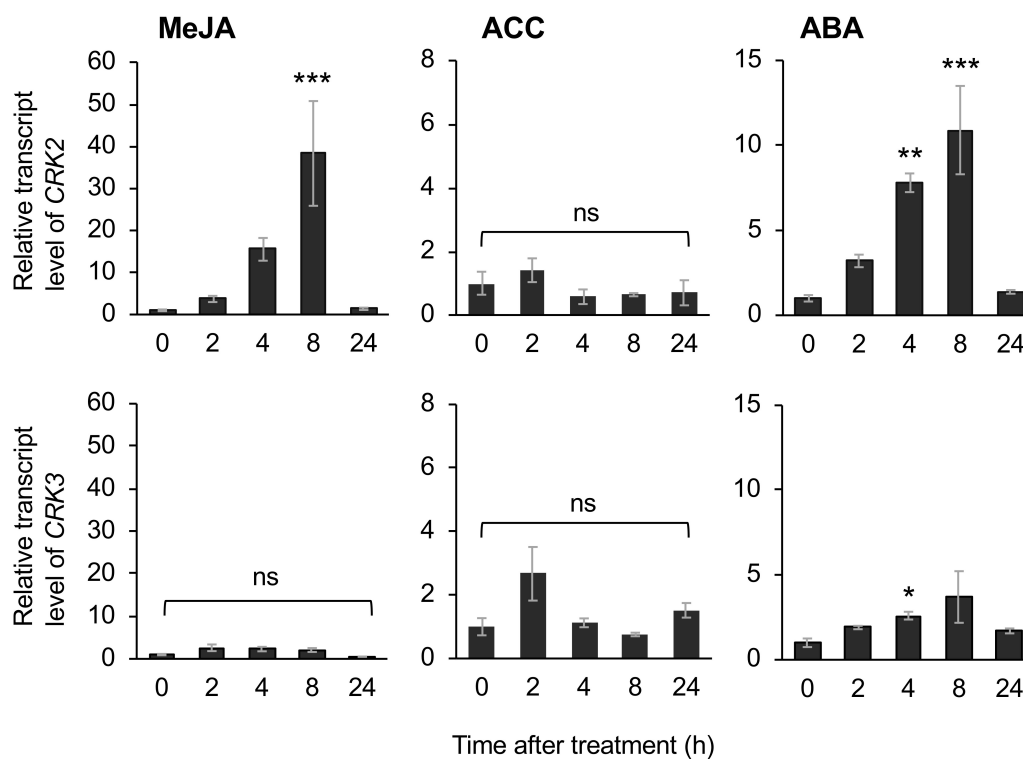 MeJA
ACC
ABA
Relative transcript
level of CRK2
60
50
40
30
20
10
0
***
0 2 4 8 24
8
6
4
2
0
ns
0 2 4 8 24
15
10
5
0
**
***
0 2 4 8 24
Relative transcript
level of CRK3
60
50
40
30
20
10
0
ns
0 2 4 8 24
8
6
4
2
0
ns
0 2 4 8 24
15
10
5
0
*
0 2 4 8 24
Time after treatment (h)